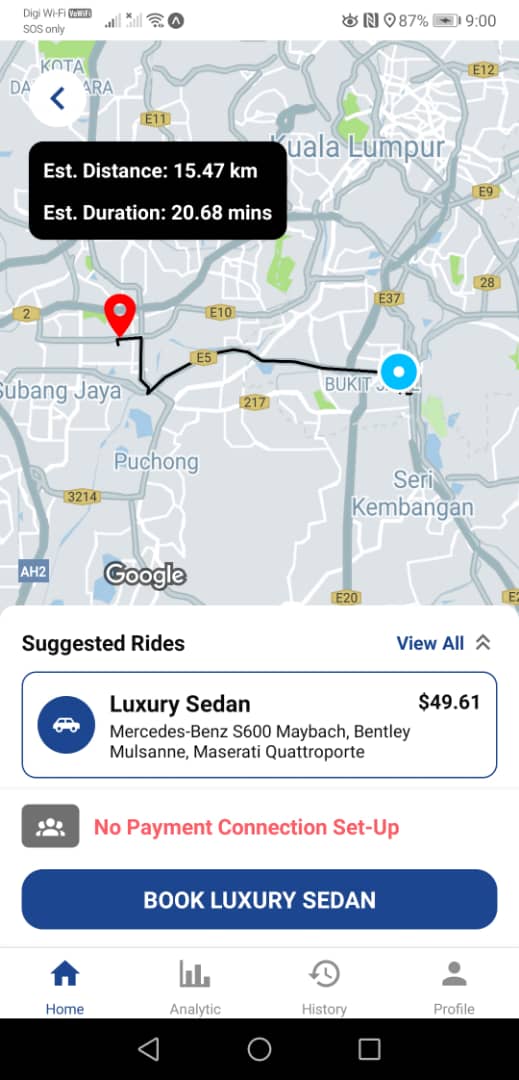 Digi Wi-Fi VoWiFi
SOS only
87% 9:00
KOTA
E12
E11
Kuala Lumpur
Est. Distance: 15.47 km
Est. Duration: 20.68 mins
E9
28
E37
2
E10
E5
BUKIT
Subang Jaya
217
Puchong
Seri
Kembangan
3214
AH2
Google
E20
Suggested Rides
View All
Luxury Sedan
$49.61
Mercedes-Benz S600 Maybach, Bentley
Mulsanne, Maserati Quattroporte
No Payment Connection Set-Up
BOOK LUXURY SEDAN
Home
Analytic
History
Profile